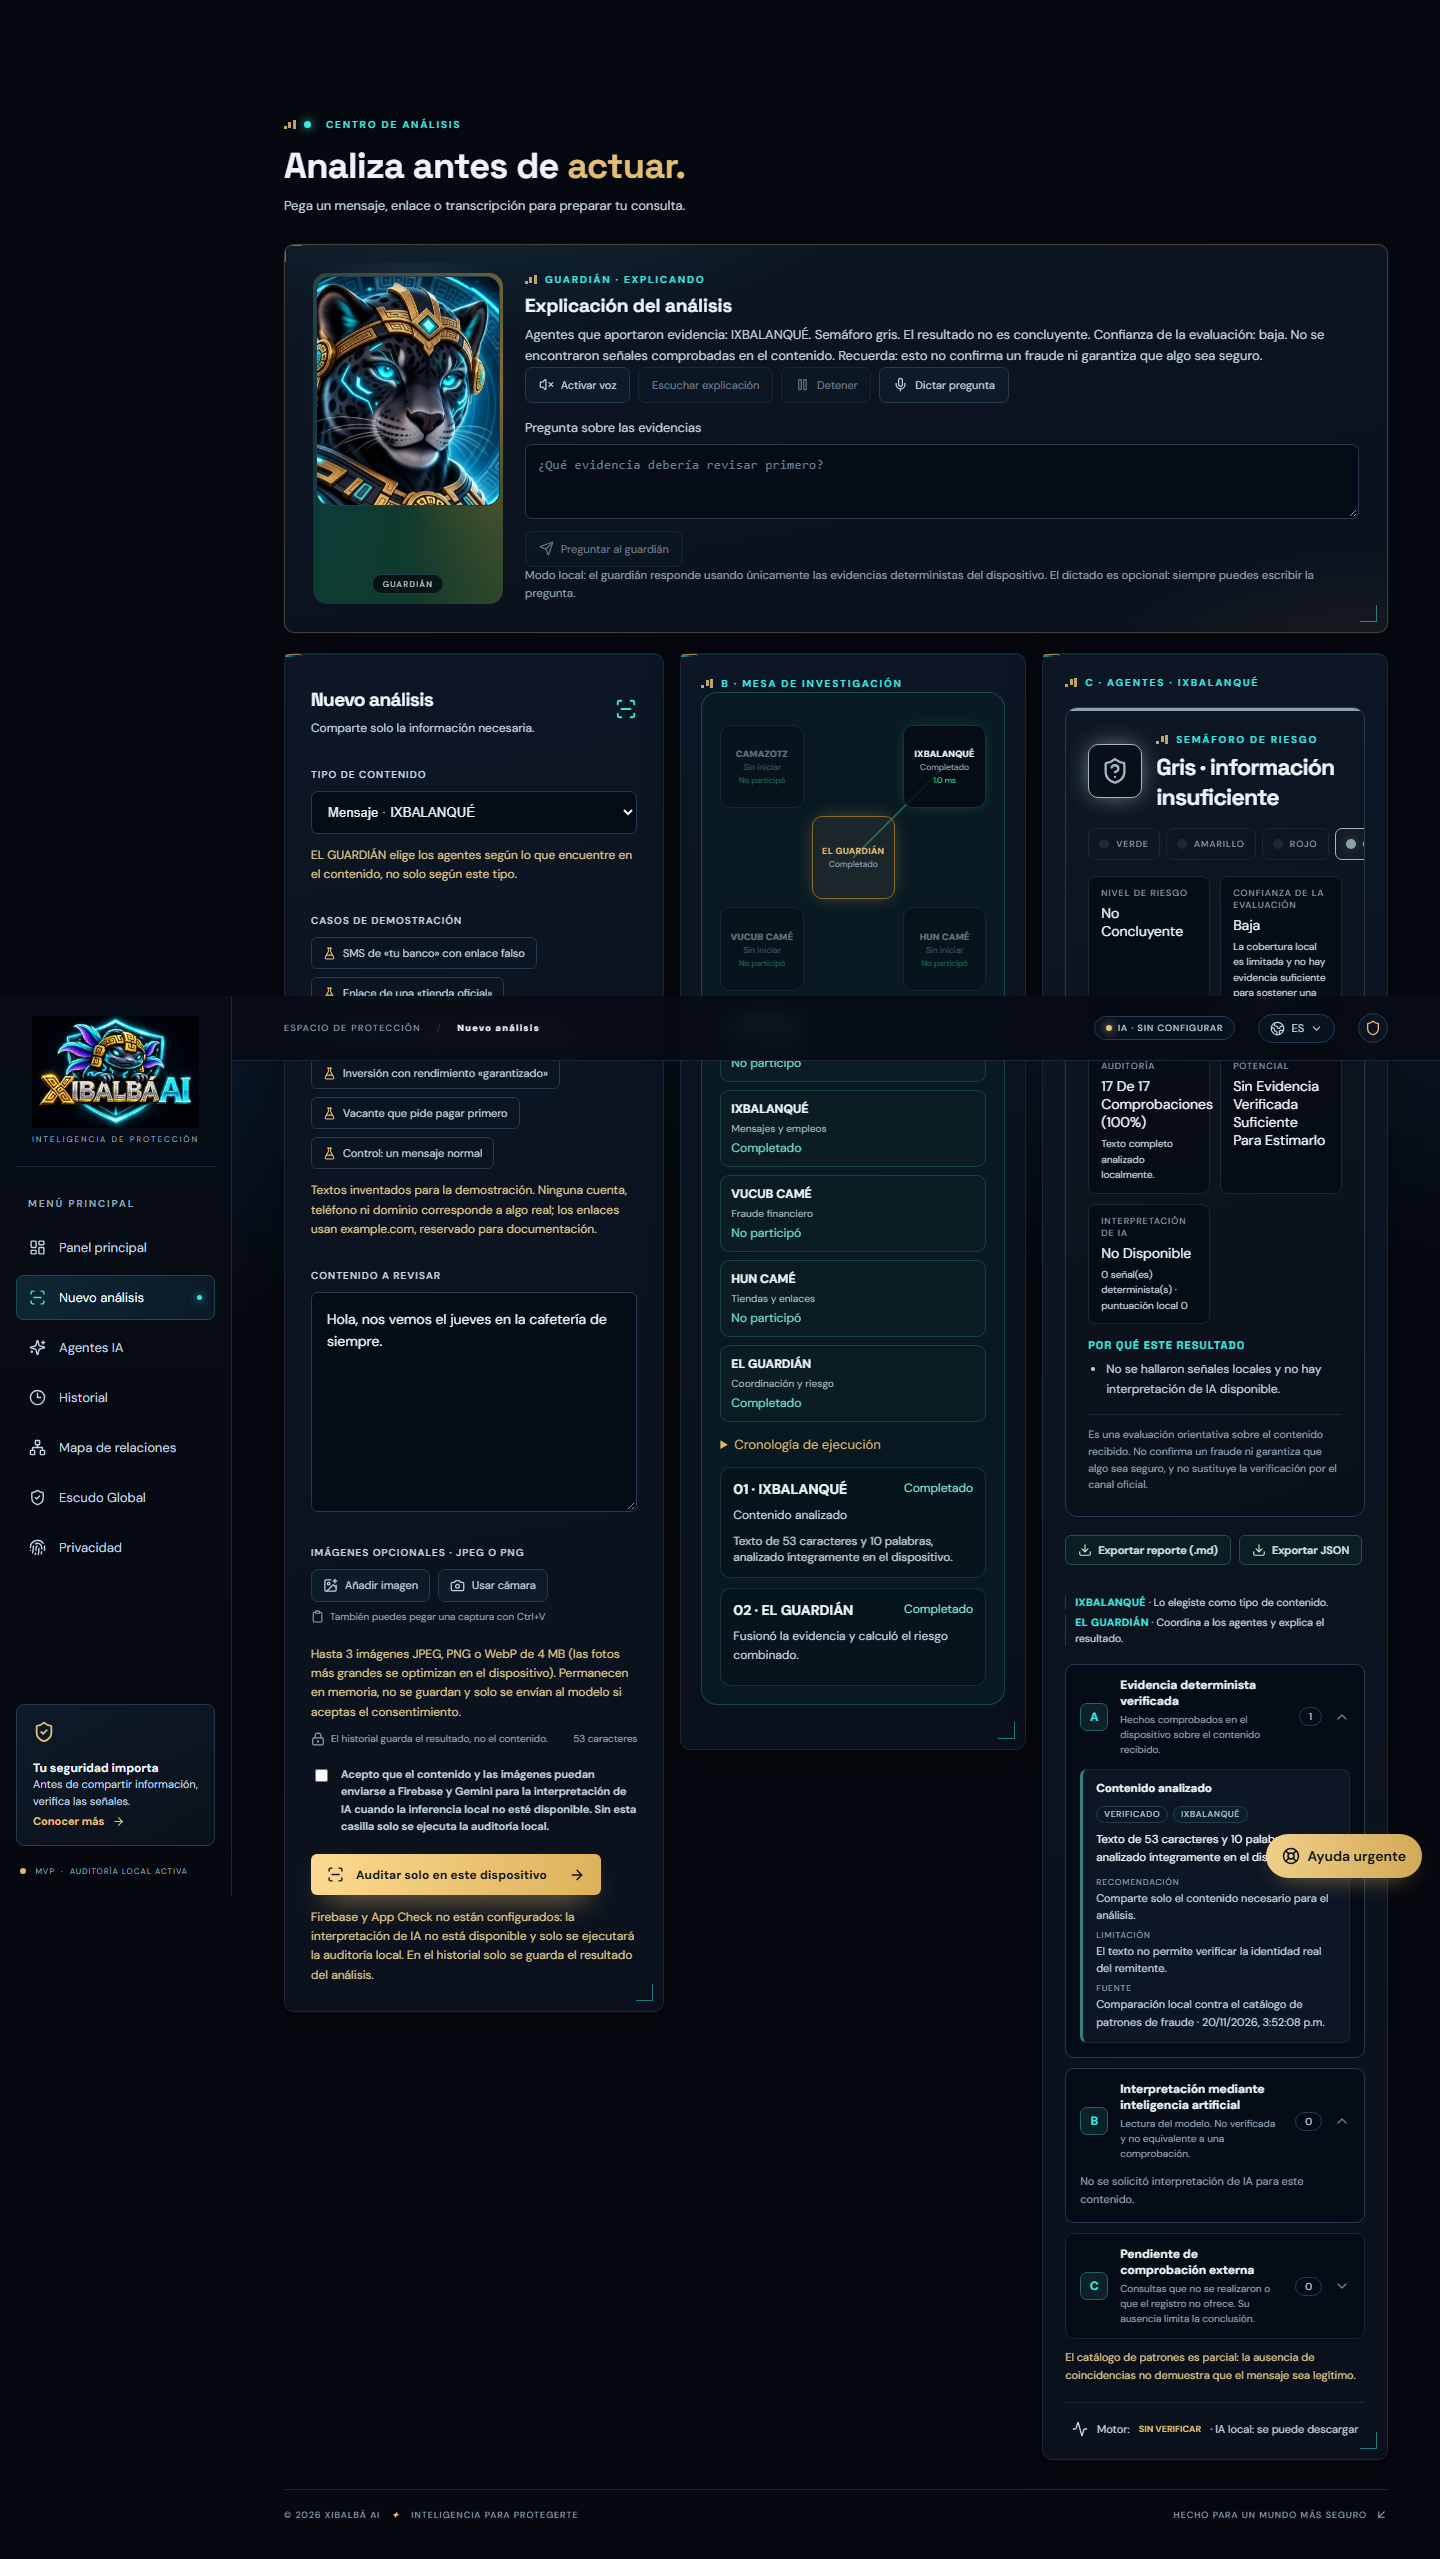 CENTRO DE ANÁLISIS
Analiza antes de actuar.
Pega un mensaje, enlace o transcripción para preparar tu consulta.
GUARDIÁN
GUARDIÁN · EXPLICANDO
Explicación del análisis
Agentes que aportaron evidencia: IXBALANQUÉ. Semáforo gris. El resultado no es concluyente. Confianza de la evaluación: baja. No se
encontraron señales comprobadas en el contenido. Recuerda: esto no confirma un fraude ni garantiza que algo sea seguro.
Activar voz
Escuchar explicación
Detener
Dictar pregunta
Pregunta sobre las evidencias
¿Qué evidencia debería revisar primero?
Preguntar al guardián
Modo local: el guardián responde usando únicamente las evidencias deterministas del dispositivo. El dictado es opcional: siempre puedes escribir la
pregunta.
Nuevo análisis
Comparte solo la información necesaria.
TIPO DE CONTENIDO
Mensaje · IXBALANQUÉ
EL GUARDIÁN elige los agentes según lo que encuentre en
el contenido, no solo según este tipo.
CASOS DE DEMOSTRACIÓN
SMS de «tu banco» con enlace falso
Enlace de una «tienda oficial»
Inversión con rendimiento «garantizado»
Vacante que pide pagar primero
Control: un mensaje normal
Textos inventados para la demostración. Ninguna cuenta,
teléfono ni dominio corresponde a algo real; los enlaces
usan example.com, reservado para documentación.
CONTENIDO A REVISAR
Hola, nos vemos el jueves en la cafetería de
siempre.
IMÁGENES OPCIONALES · JPEG O PNG
Añadir imagen
Usar cámara
También puedes pegar una captura con Ctrl+V
Hasta 3 imágenes JPEG, PNG o WebP de 4 MB (las fotos
más grandes se optimizan en el dispositivo). Permanecen
en memoria, no se guardan y solo se envían al modelo si
aceptas el consentimiento.
El historial guarda el resultado, no el contenido.
53 caracteres
Acepto que el contenido y las imágenes puedan
enviarse a Firebase y Gemini para la interpretación de
IA cuando la inferencia local no esté disponible. Sin esta
casilla solo se ejecuta la auditoría local.
Auditar solo en este dispositivo
Firebase y App Check no están configurados: la
interpretación de IA no está disponible y solo se ejecutará
la auditoría local. En el historial solo se guarda el resultado
del análisis.
B · MESA DE INVESTIGACIÓN
CAMAZOTZ
Sin iniciar
No participó
IXBALANQUÉ
Completado
1.0 ms
EL GUARDIÁN
Completado
VUCUB CAMÉ
Sin iniciar
No participó
HUN CAMÉ
Sin iniciar
No participó
No participó
IXBALANQUÉ
Mensajes y empleos
Completado
VUCUB CAMÉ
Fraude financiero
No participó
HUN CAMÉ
Tiendas y enlaces
No participó
EL GUARDIÁN
Coordinación y riesgo
Completado
Cronología de ejecución
01 · IXBALANQUÉ
Completado
Contenido analizado
Texto de 53 caracteres y 10 palabras,
analizado íntegramente en el dispositivo.
02 · EL GUARDIÁN
Completado
Fusionó la evidencia y calculó el riesgo
combinado.
C · AGENTES · IXBALANQUÉ
SEMÁFORO DE RIESGO
Gris · información
insuficiente
VERDE
AMARILLO
ROJO
NIVEL DE RIESGO
No
Concluyente
CONFIANZA DE LA
EVALUACIÓN
Baja
La cobertura local
es limitada y no hay
evidencia suficiente
para sostener una
AUDITORÍA
17 De 17
Comprobaciones
(100%)
Texto completo
analizado
localmente.
POTENCIAL
Sin Evidencia
Verificada
Suficiente
Para Estimarlo
INTERPRETACIÓN
DE IA
No Disponible
0 señal(es)
determinista(s) ·
puntuación local 0
POR QUÉ ESTE RESULTADO
No se hallaron señales locales y no hay
interpretación de IA disponible.
Es una evaluación orientativa sobre el contenido
recibido. No confirma un fraude ni garantiza que
algo sea seguro, y no sustituye la verificación por el
canal oficial.
Exportar reporte (.md)
Exportar JSON
IXBALANQUÉ · Lo elegiste como tipo de contenido.
EL GUARDIÁN · Coordina a los agentes y explica el
resultado.
A
Evidencia determinista
verificada
Hechos comprobados en el
dispositivo sobre el contenido
recibido.
1
Contenido analizado
VERIFICADO
IXBALANQUÉ
Texto de 53 caracteres y 10
analizado íntegramente en el
RECOMENDACIÓN
Comparte solo el contenido necesario para el
análisis.
LIMITACIÓN
El texto no permite verificar la identidad real
del remitente.
FUENTE
Comparación local contra el catálogo de
patrones de fraude · 20/11/2026, 3:52:08 p.m.
B
Interpretación mediante
inteligencia artificial
Lectura del modelo. No verificada
y no equivalente a una
comprobación.
0
No se solicitó interpretación de IA para este
contenido.
C
Pendiente de
comprobación externa
Consultas que no se realizaron o
que el registro no ofrece. Su
ausencia limita la conclusión.
0
El catálogo de patrones es parcial: la ausencia de
coincidencias no demuestra que el mensaje sea legítimo.
Motor: SIN VERIFICAR · IA local: se puede descargar
XIBALBÁ AI
INTELIGENCIA DE PROTECCIÓN
ESPACIO DE PROTECCIÓN / Nuevo análisis
IA · SIN CONFIGURAR
ES
MENÚ PRINCIPAL
Panel principal
Nuevo análisis
Agentes IA
Historial
Mapa de relaciones
Escudo Global
Privacidad
Tu seguridad importa
Antes de compartir información,
verifica las señales.
Conocer más
MVP · AUDITORÍA LOCAL ACTIVA
Ayuda urgente
© 2026 XIBALBÁ AI ✦ INTELIGENCIA PARA PROTEGERTE
HECHO PARA UN MUNDO MÁS SEGURO